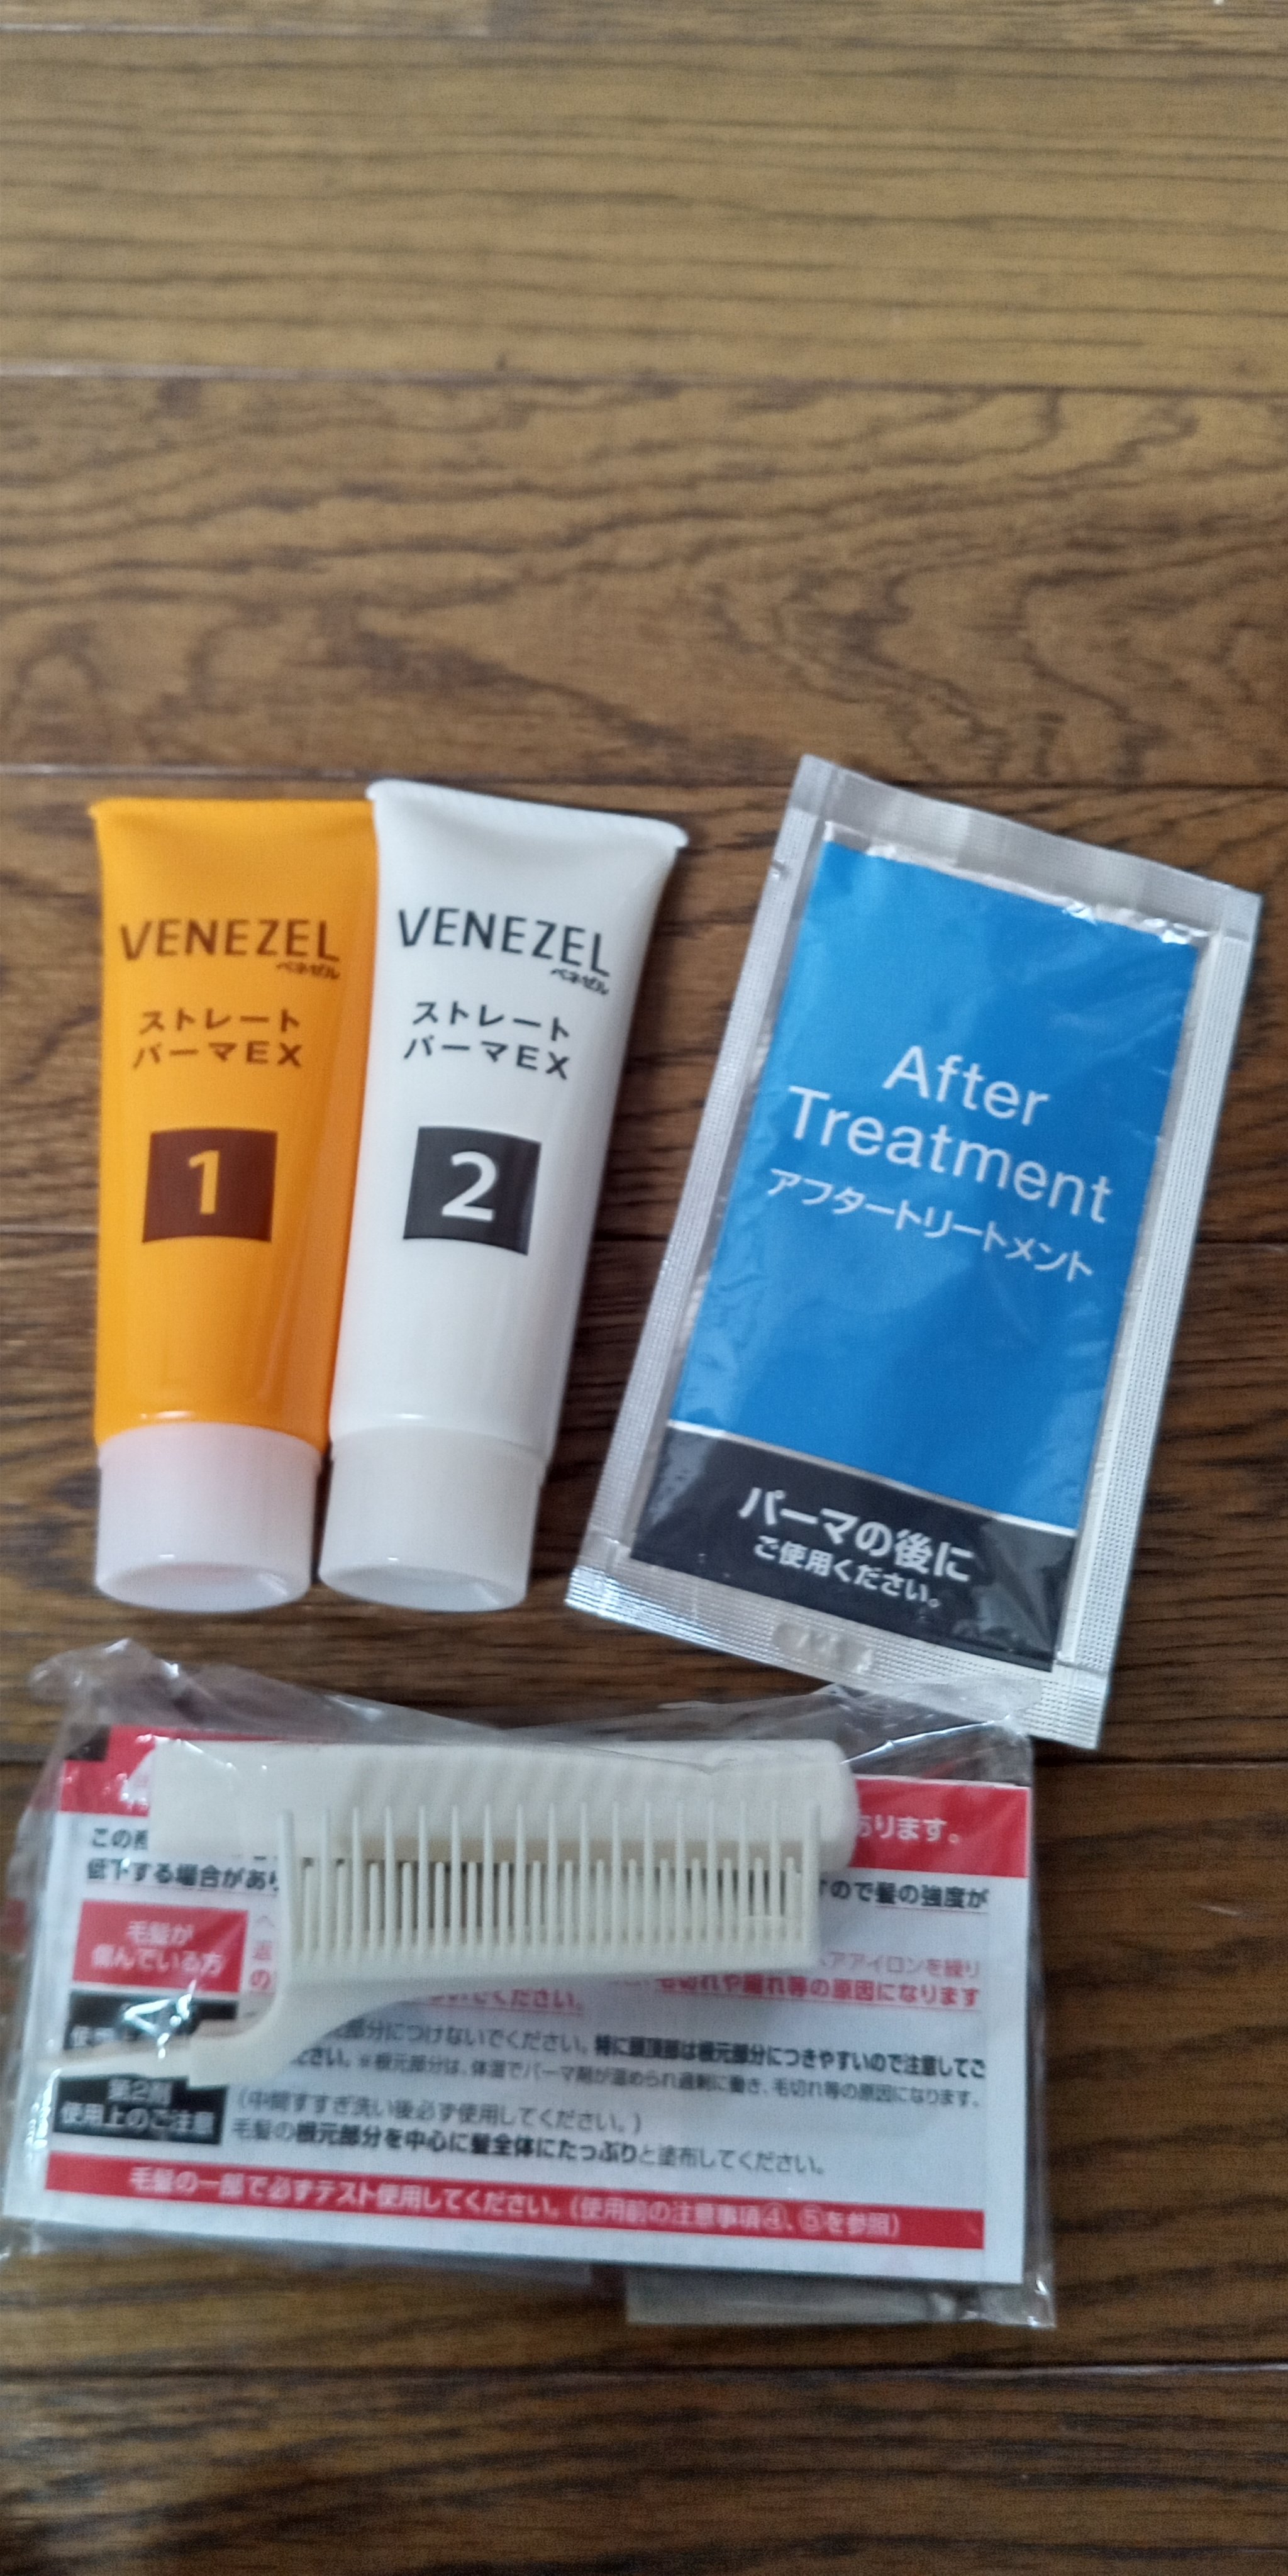 VENEZEL
ベネゼル
ストレート
パーマEX
1
VENEZEL
ベネゼル
ストレート
パーマEX
2
After
Treatment
アフタートリートメント
パーマの後に
ご使用ください。
あります。
この
低下する場合があり
ので髪の強度が
毛髪が
傷んでいる方
ヘアアイロンを繰り
毛切れや縮れ等の原因になります
ください。
部分につけないでください。特に頭頂部は根元部分につきやすいので注意してご
ださい。※根元部分は、体温でパーマ剤が温められ過剰に働き、毛切れ等の原因になります。
第2剤
使用上のご注意
(中間すすぎ洗い後必ず使用してください。)
毛髪の根元部分を中心に髪全体にたっぷりと塗布してください。
毛髪の一部で必ずテスト使用してください。(使用前の注意事項④、⑤を参照)